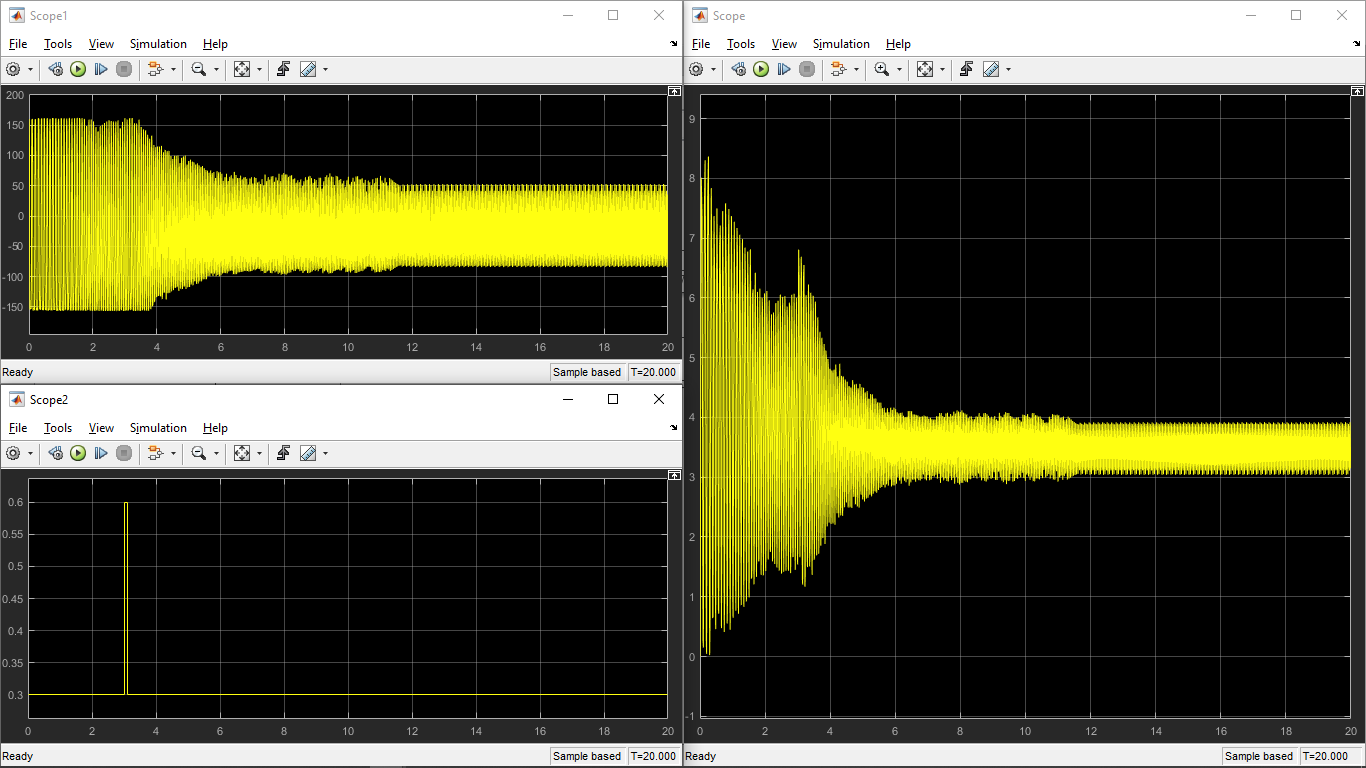 Scope1
File Tools View Simulation Help
200
150
100
50
0
-50
-100
-150
0 2 4 6 8 10 12 14 16 18 20
Ready Sample based T=20.000
Scope2
File Tools View Simulation Help
0.6
0.55
0.5
0.45
0.4
0.35
0.3
0 2 4 6 8 10 12 14 16 18 20
Ready Sample based T=20.000
Scope
File Tools View Simulation Help
9
8
7
6
5
4
3
2
1
0
-1
0 2 4 6 8 10 12 14 16 18 20
Ready Sample based T=20.000